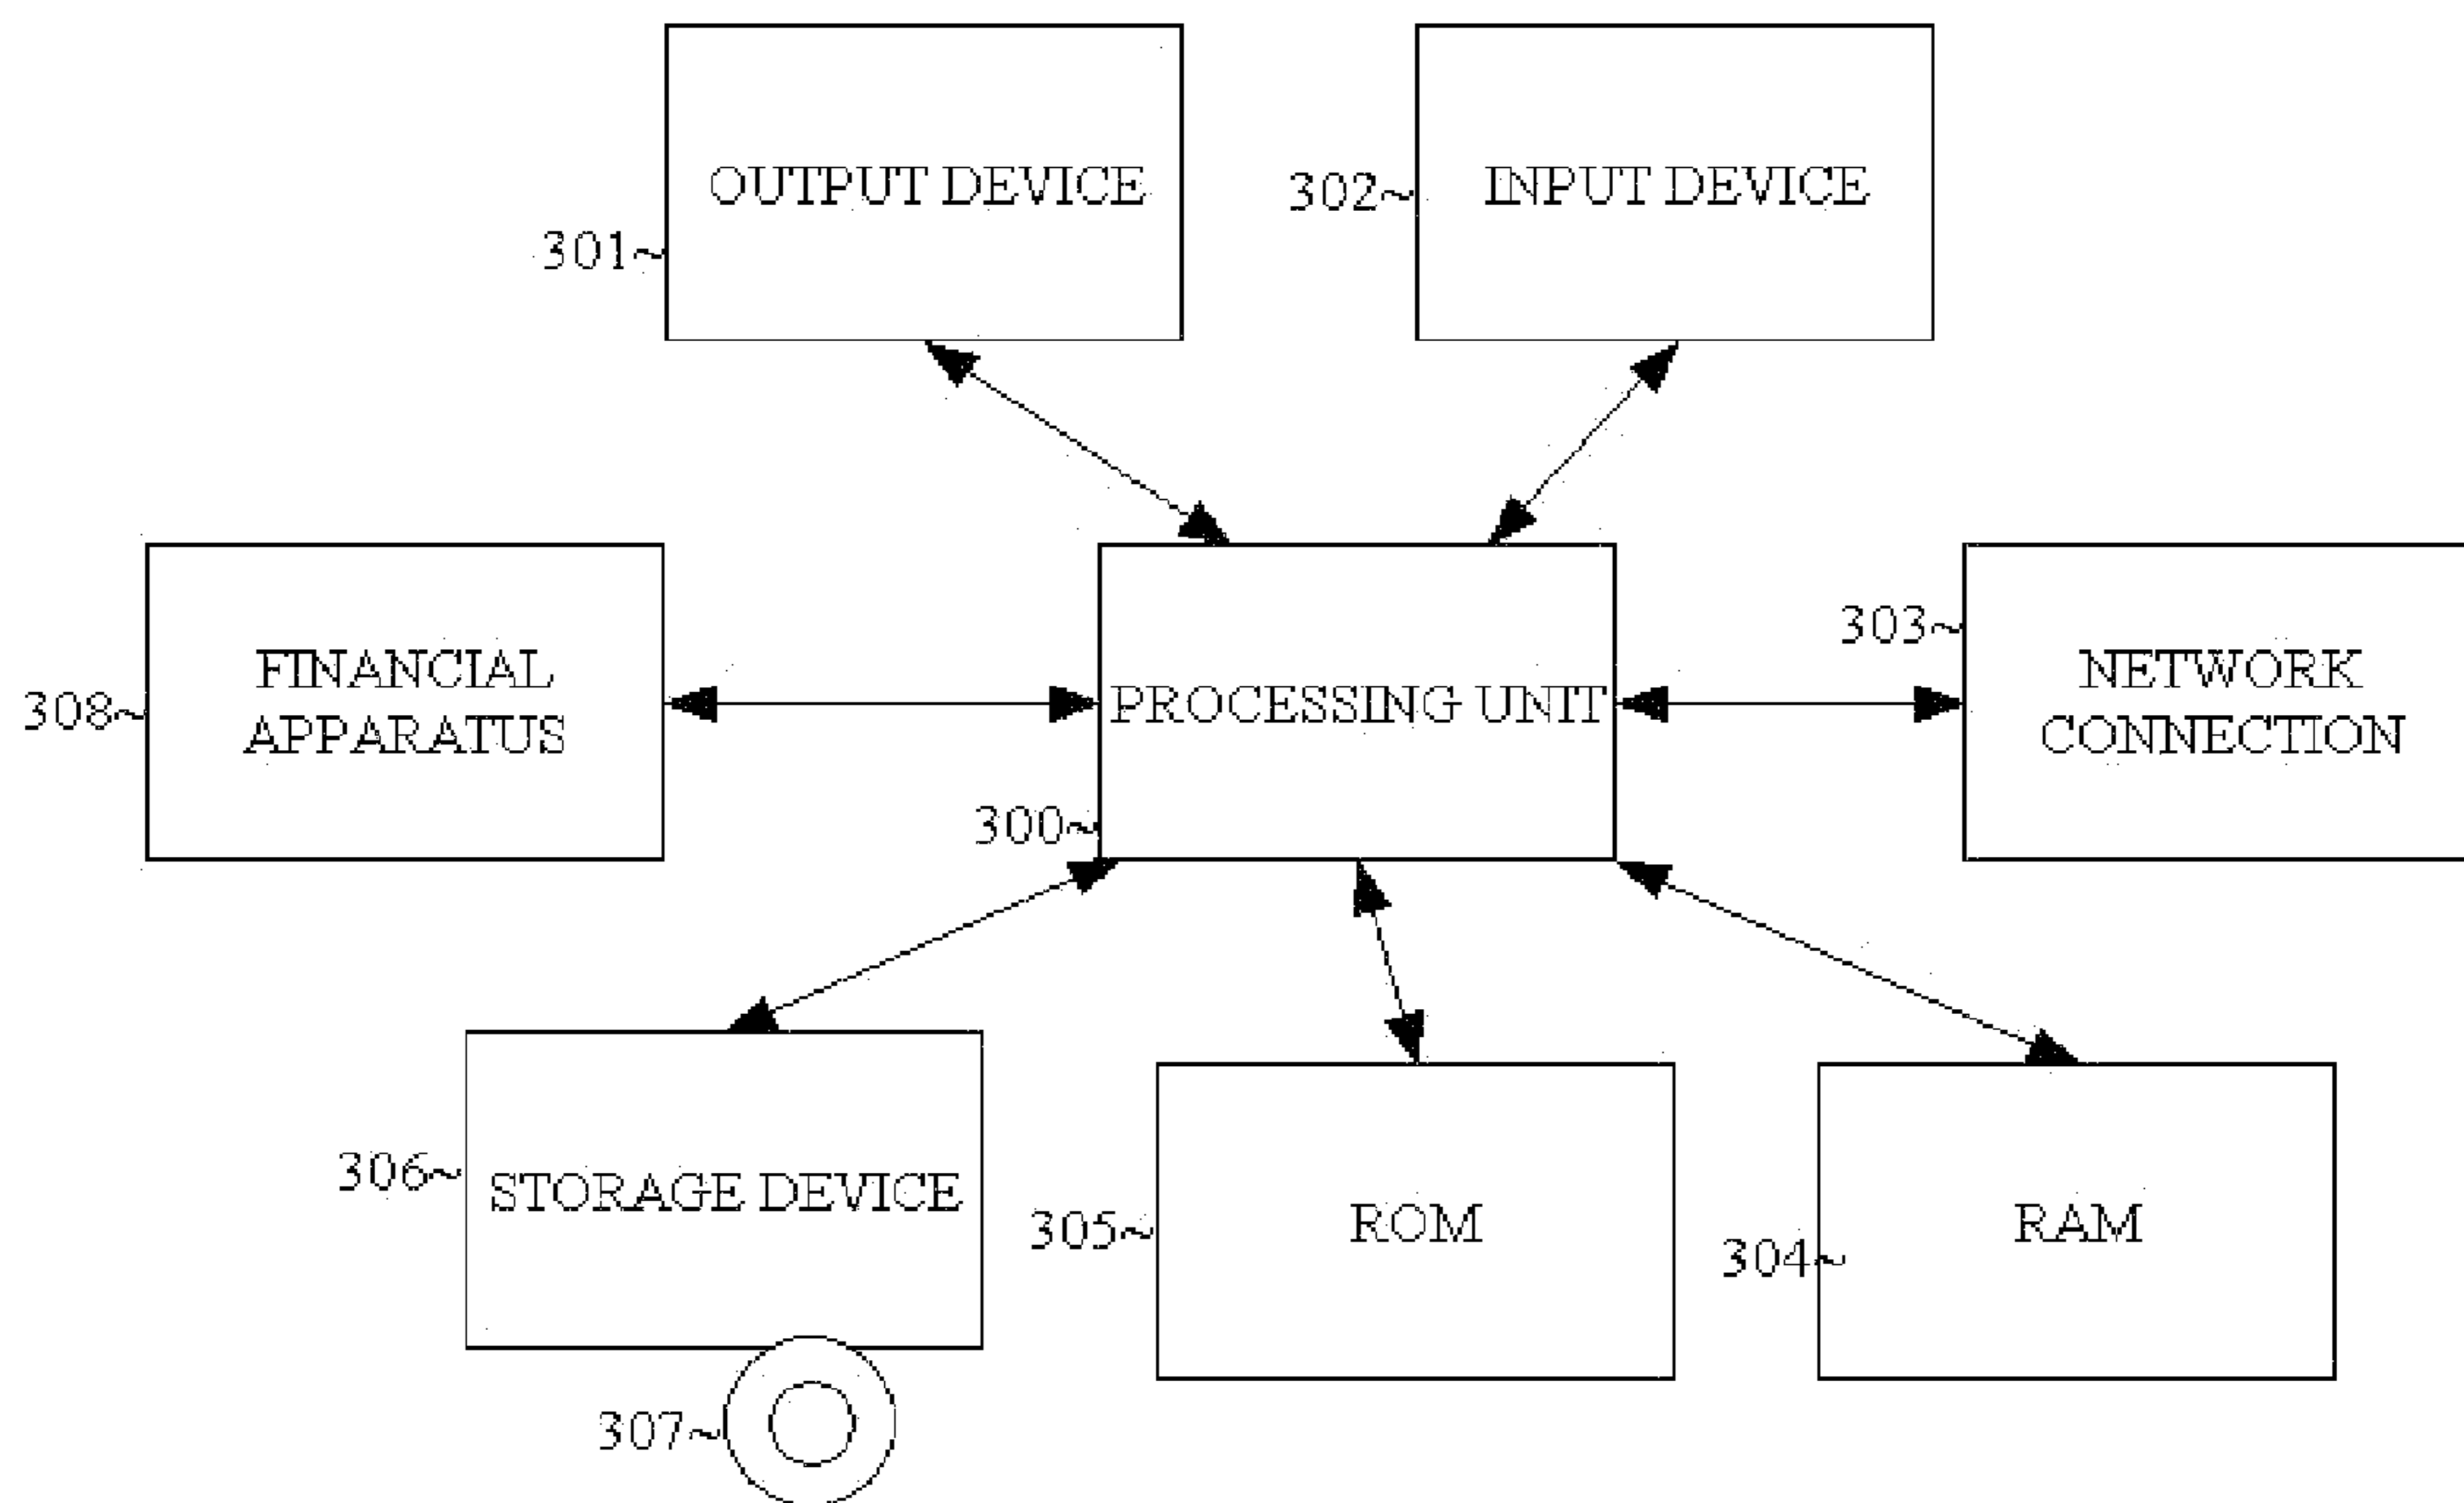 OUTPUT DEVICE
301~
302~
INPUT DEVICE
308~
FINANCIAL
APPARATUS
PROCESSING UNIT
300~
303~
NETWORK
CONNECTION
306~
STORAGE DEVICE
305~
ROM
304~
RAM
307~